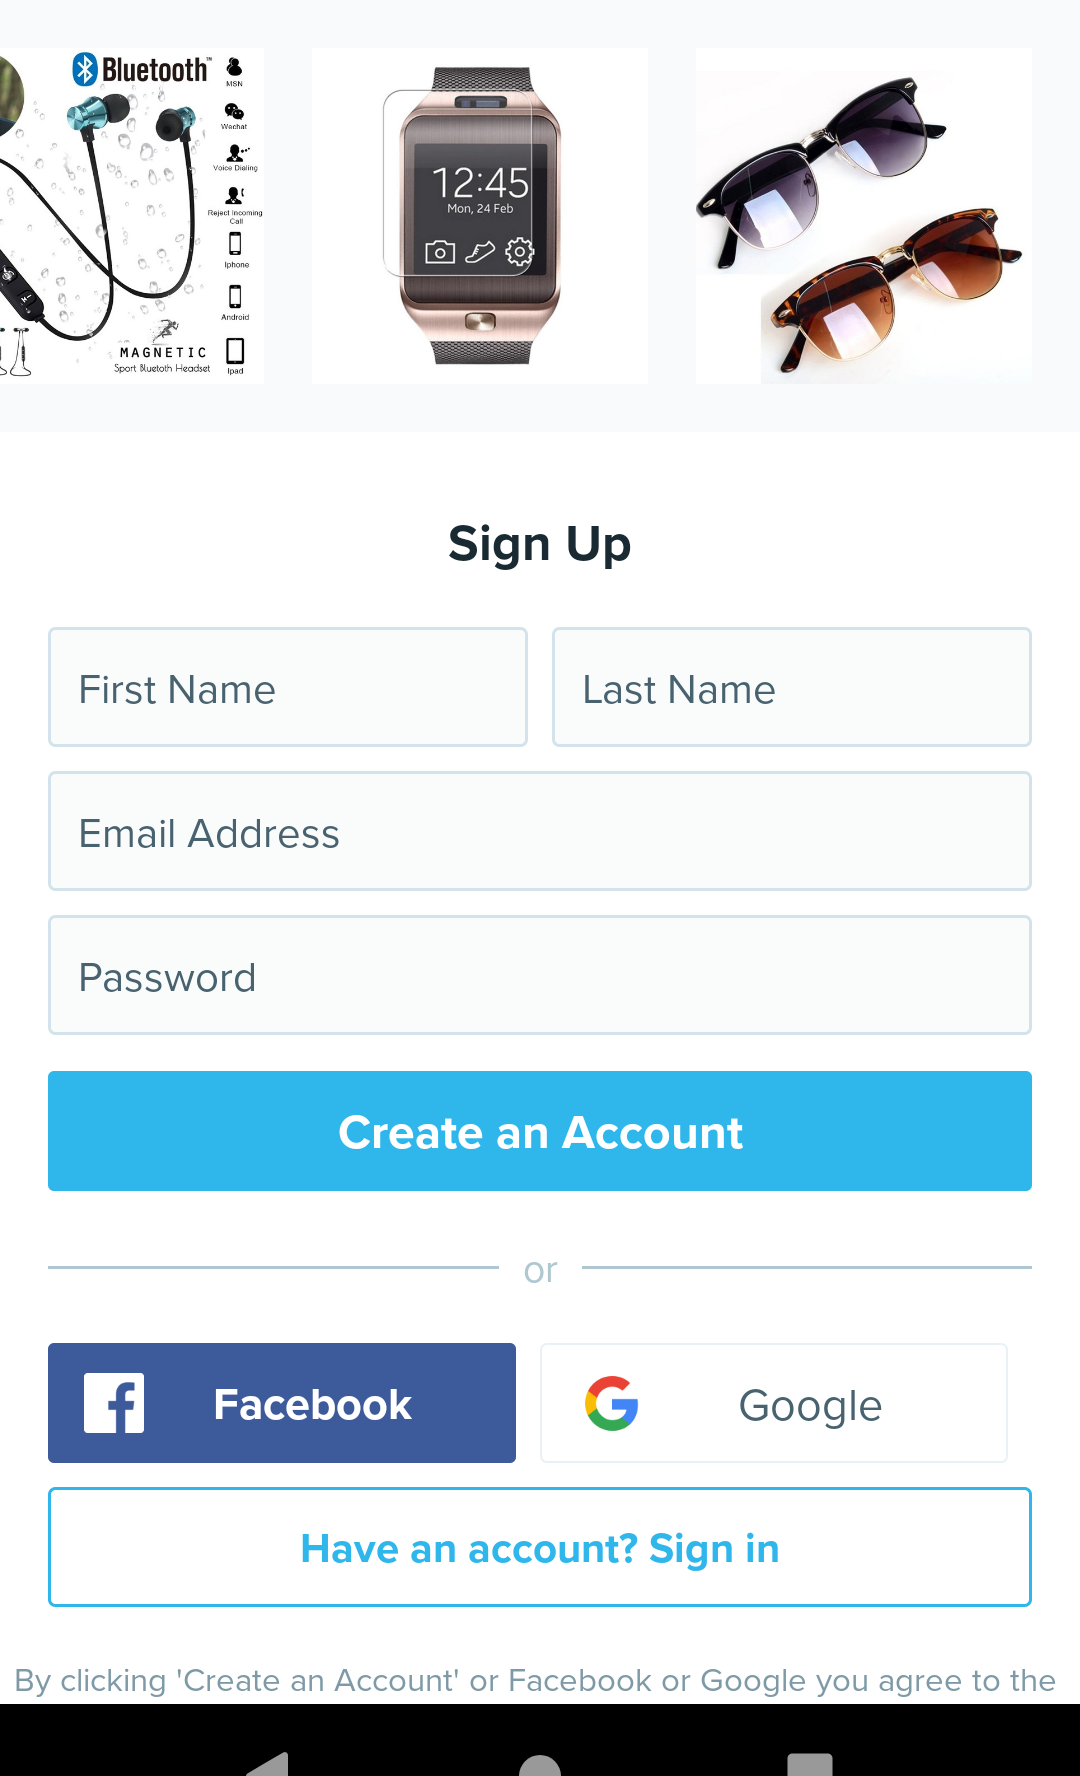 Bluetooth™
MSN
Wechat
Voice Dialing
Reject Incoming
Call
Iphone
Android
Ipad
MAGNETIC
Sport Bluetoth Headset
12:45
Mon, 24 Feb
Sign Up
First Name
Last Name
Email Address
Password
Create an Account
or
Facebook
Google
Have an account? Sign in
By clicking 'Create an Account' or Facebook or Google you agree to the